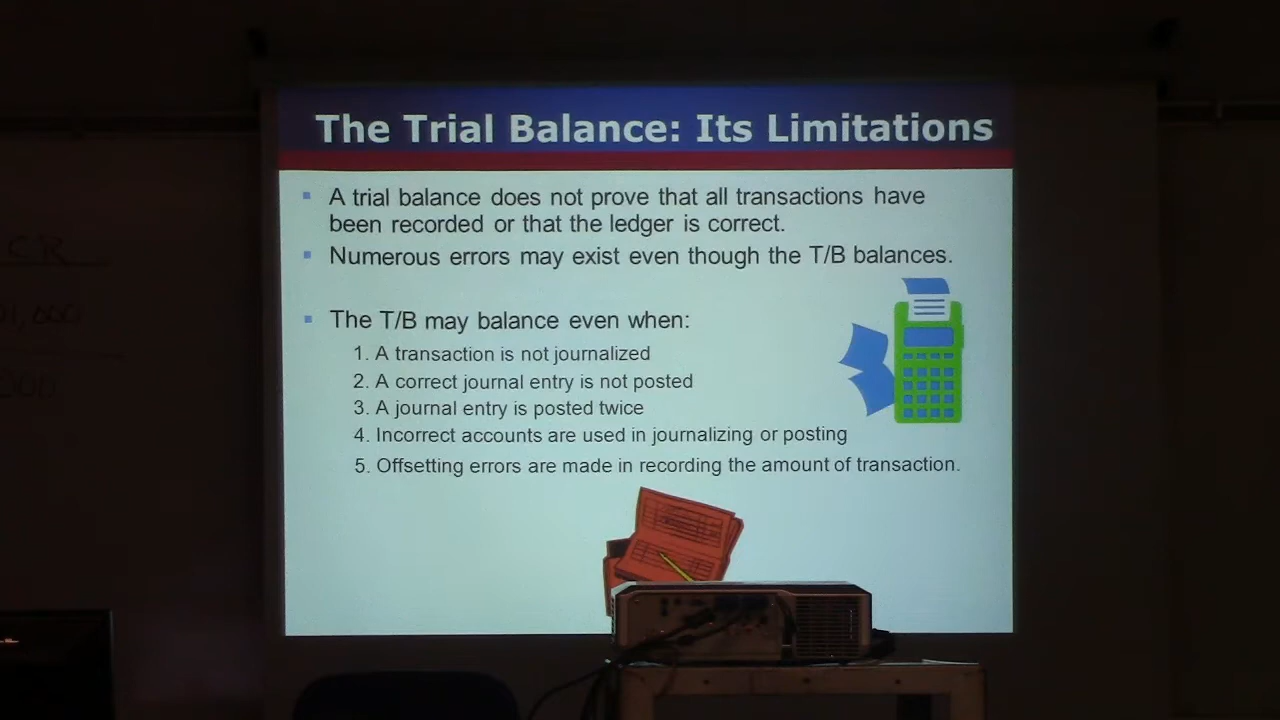 The Trial Balance: Its Limitations
A trial balance does not prove that all transactions have
been recorded or that the ledger is correct.
Numerous errors may exist even though the T/B balances.
The T/B may balance even when:
1. A transaction is not journalized
2. A correct journal entry is not posted
3. A journal entry is posted twice
4. Incorrect accounts are used in journalizing or posting
5. Offsetting errors are made in recording the amount of transaction.
CR